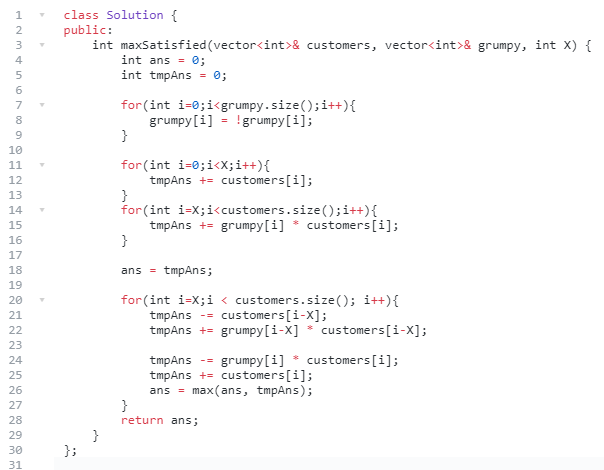 1 class Solution {
2 public:
3     int maxSatisfied(vector<int>& customers, vector<int>& grumpy, int X) {
4         int ans = 0;
5         int tmpAns = 0;
6
7         for(int i=0;i<grumpy.size();i++){
8             grumpy[i] = !grumpy[i];
9         }
10
11         for(int i=0;i<X;i++){
12             tmpAns += customers[i];
13         }
14         for(int i=X;i<customers.size();i++){
15             tmpAns += grumpy[i] * customers[i];
16         }
17
18         ans = tmpAns;
19
20         for(int i=X;i < customers.size(); i++){
21             tmpAns -= customers[i-X];
22             tmpAns += grumpy[i-X] * customers[i-X];
23
24             tmpAns -= grumpy[i] * customers[i];
25             tmpAns += customers[i];
26             ans = max(ans, tmpAns);
27         }
28         return ans;
29     }
30 };
31